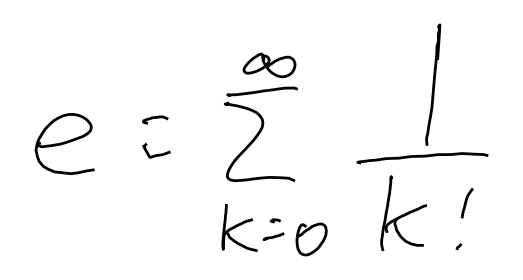 e = ∑_{k=0}^{∞} 1/k!